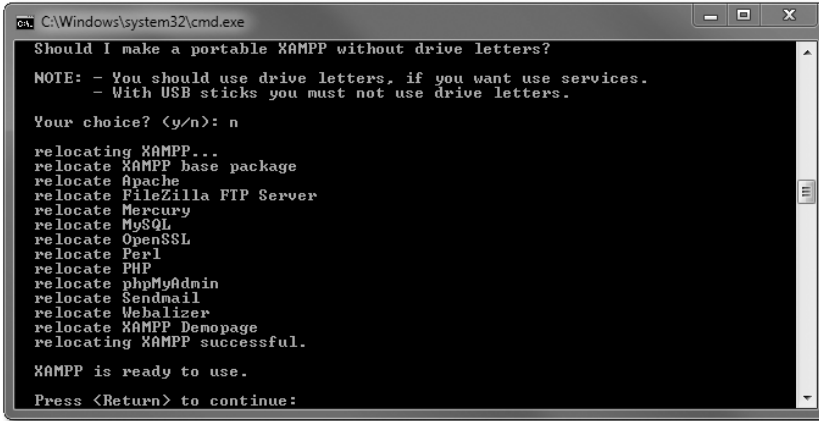 C:\Windows\system32\cmd.exe
Should I make a portable XAMPP without drive letters?
NOTE: - You should use drive letters, if you want use services.
- With USB sticks you must not use drive letters.
Your choice? (y/n): n
relocating XAMPP...
relocate XAMPP base package
relocate Apache
relocate FileZilla FTP Server
relocate Mercury
relocate MySQL
relocate OpenSSL
relocate Perl
relocate PHP
relocate phpMyAdmin
relocate Sendmail
relocate Webalizer
relocate XAMPP Demopage
relocating XAMPP successful.
XAMPP is ready to use.
Press <Return> to continue: